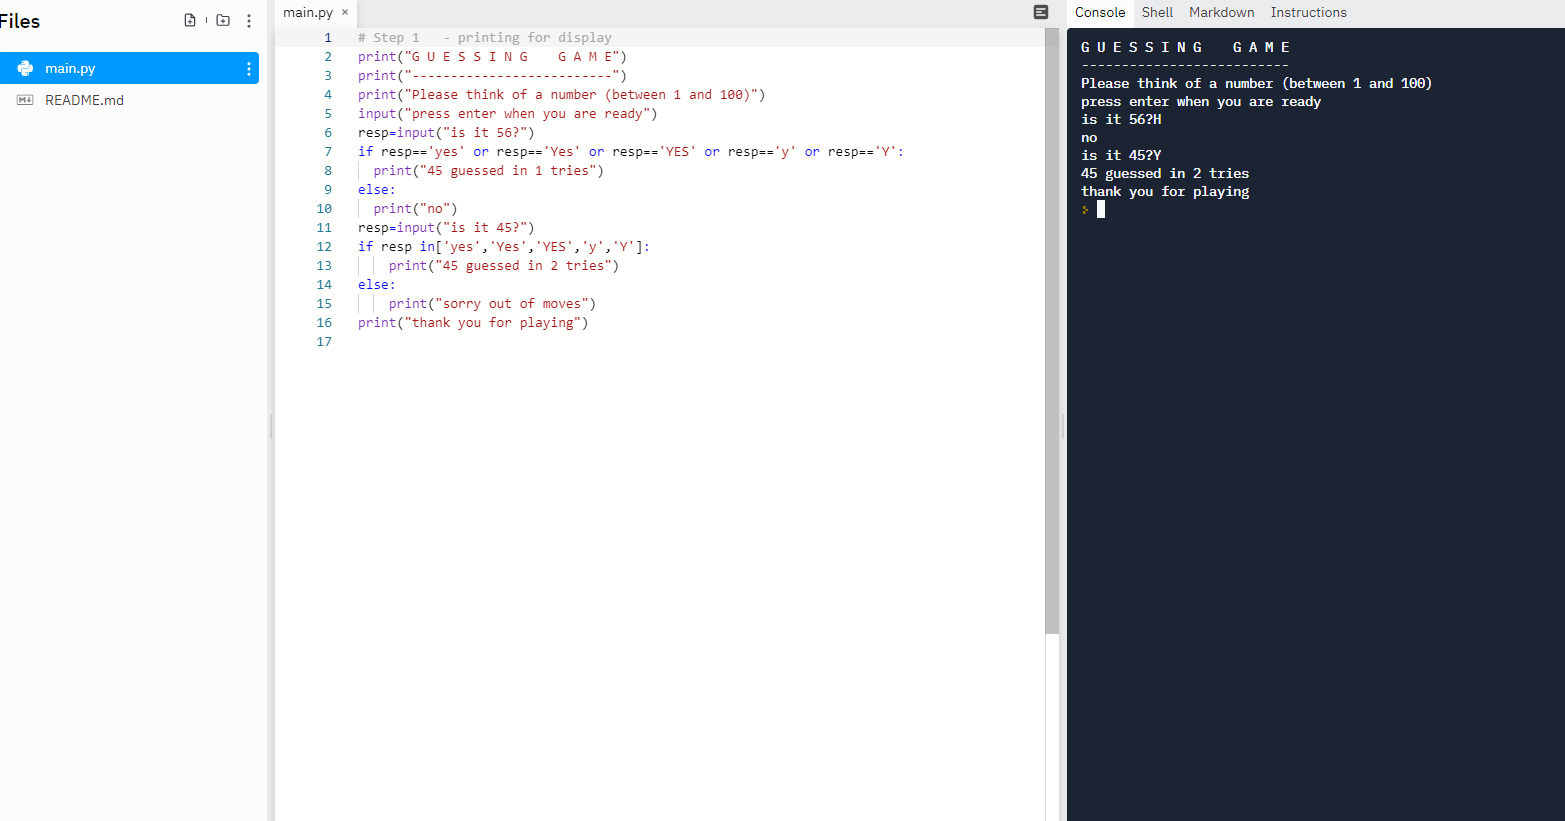 Files
main.py
README.md
main.py ×
1 # Step 1   - printing for display
2 print("G U E S S I N G    G A M E")
3 print("--------------------------")
4 print("Please think of a number (between 1 and 100)")
5 input("press enter when you are ready")
6 resp=input("is it 56?")
7 if resp=='yes' or resp=='Yes' or resp=='YES' or resp=='y' or resp=='Y':
8   print("45 guessed in 1 tries")
9 else:
10   print("no")
11 resp=input("is it 45?")
12 if resp in['yes','Yes','YES','y','Y']:
13     print("45 guessed in 2 tries")
14 else:
15     print("sorry out of moves")
16 print("thank you for playing")
17
Console Shell Markdown Instructions
G U E S S I N G    G A M E
--------------------------
Please think of a number (between 1 and 100)
press enter when you are ready
is it 56?H
no
is it 45?Y
45 guessed in 2 tries
thank you for playing